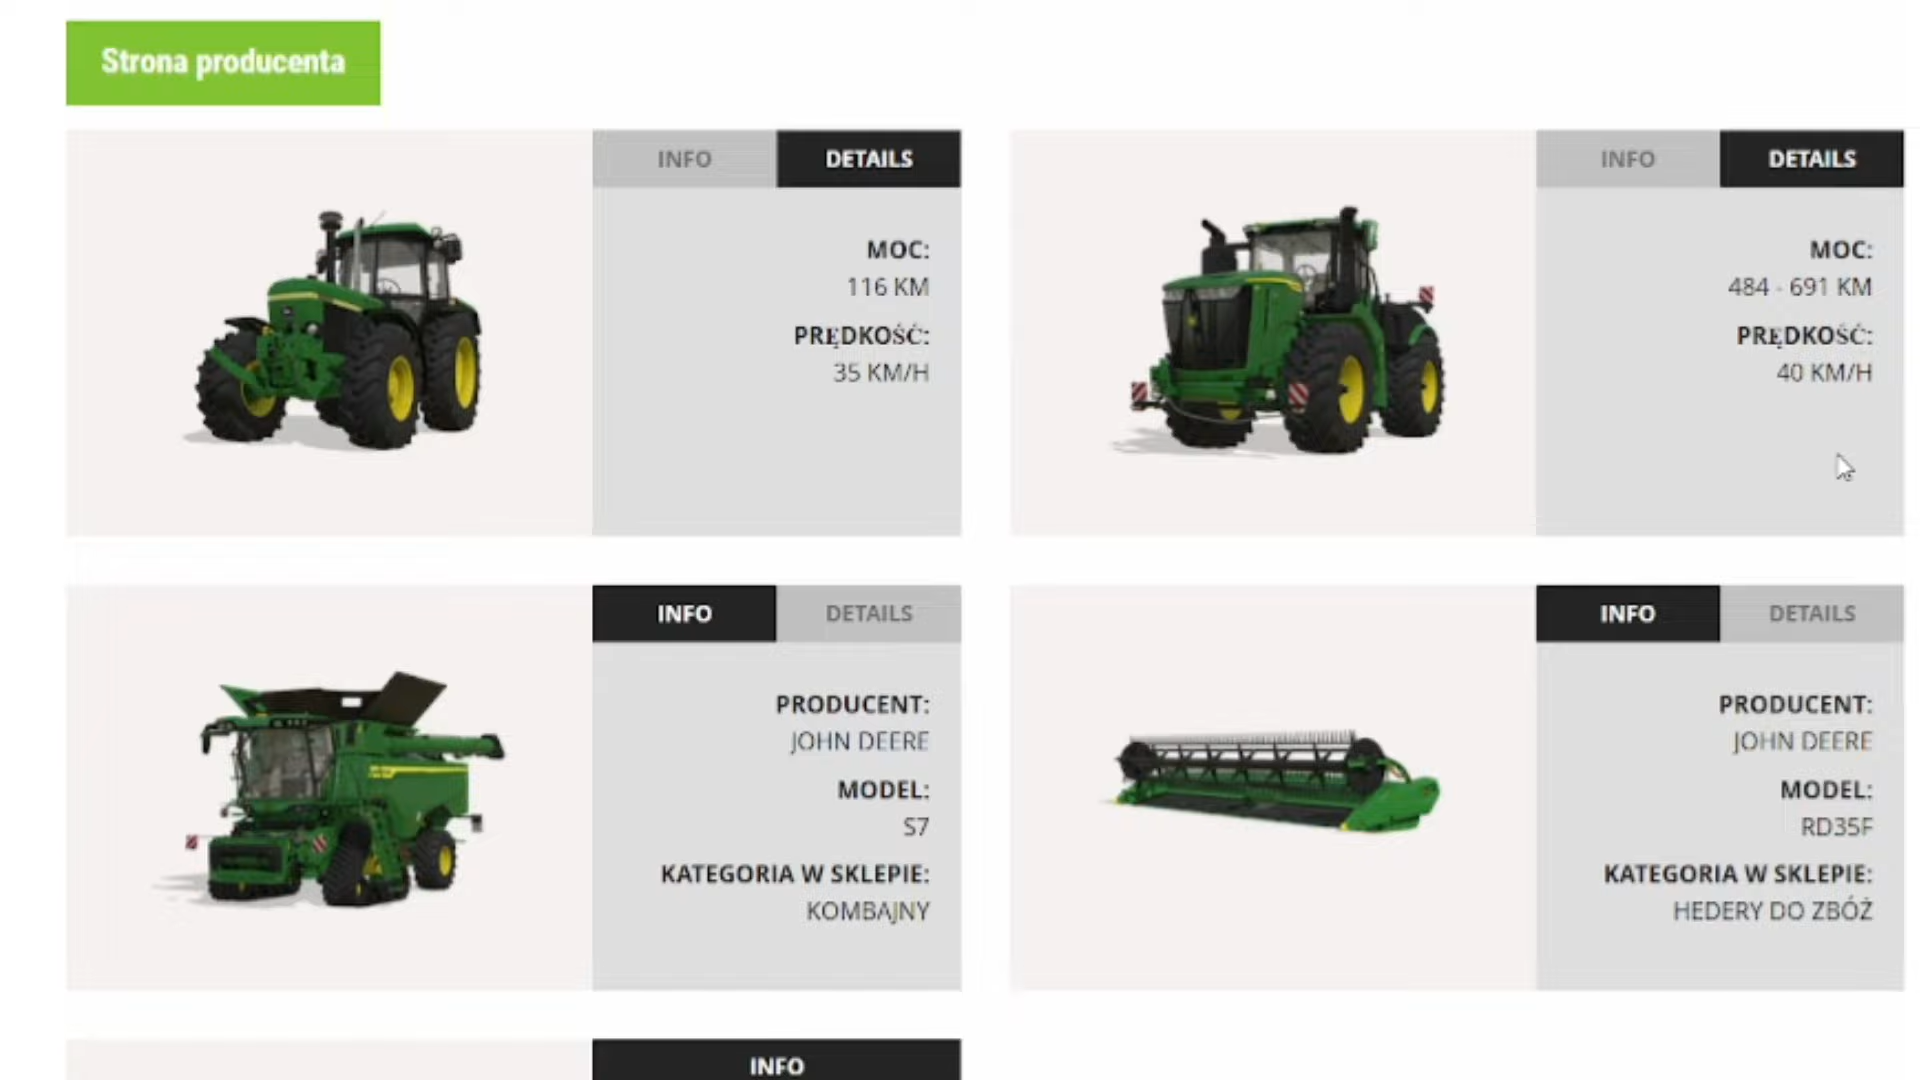 Strona producenta
INFO
DETAILS
MOC:
116 KM
PRĘDKOŚĆ:
35 KM/H
INFO
DETAILS
MOC:
484 - 691 KM
PRĘDKOŚĆ:
40 KM/H
INFO
DETAILS
PRODUCENT:
JOHN DEERE
MODEL:
S7
KATEGORIA W SKLEPIE:
KOMBAJNY
INFO
DETAILS
PRODUCENT:
JOHN DEERE
MODEL:
RD35F
KATEGORIA W SKLEPIE:
HEDERY DO ZBÓŻ
INFO